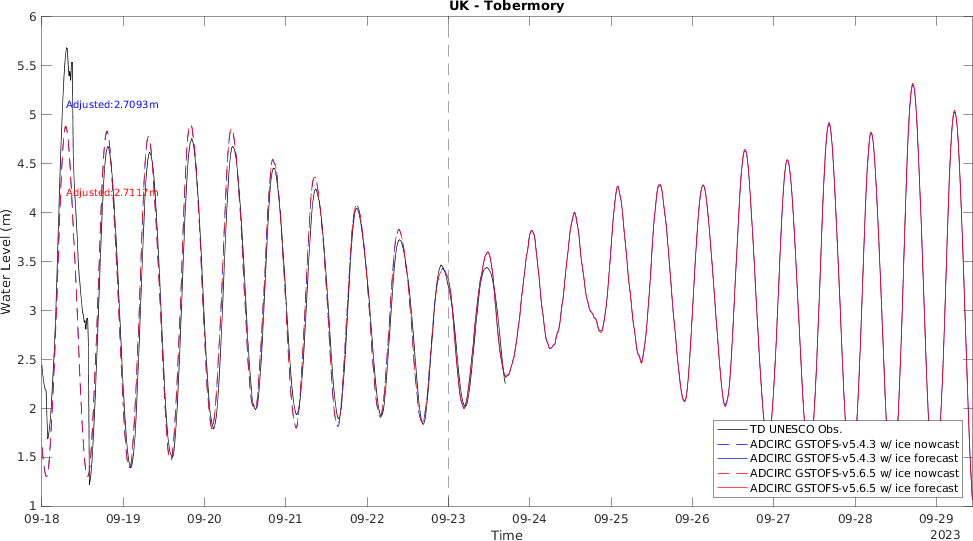 UK - Tobermory
6
5.5
5
4.5
4
3.5
3
2.5
2
1.5
1
Water Level (m)
Adjusted:2.7093m
Adjusted:2.7117m
TD UNESCO Obs.
ADCIRC GSTOFS-v5.4.3 w/ ice nowcast
ADCIRC GSTOFS-v5.4.3 w/ ice forecast
ADCIRC GSTOFS-v5.6.5 w/ ice nowcast
ADCIRC GSTOFS-v5.6.5 w/ ice forecast
09-18 09-19 09-20 09-21 09-22 09-23 09-24 09-25 09-26 09-27 09-28 09-29
2023
Time